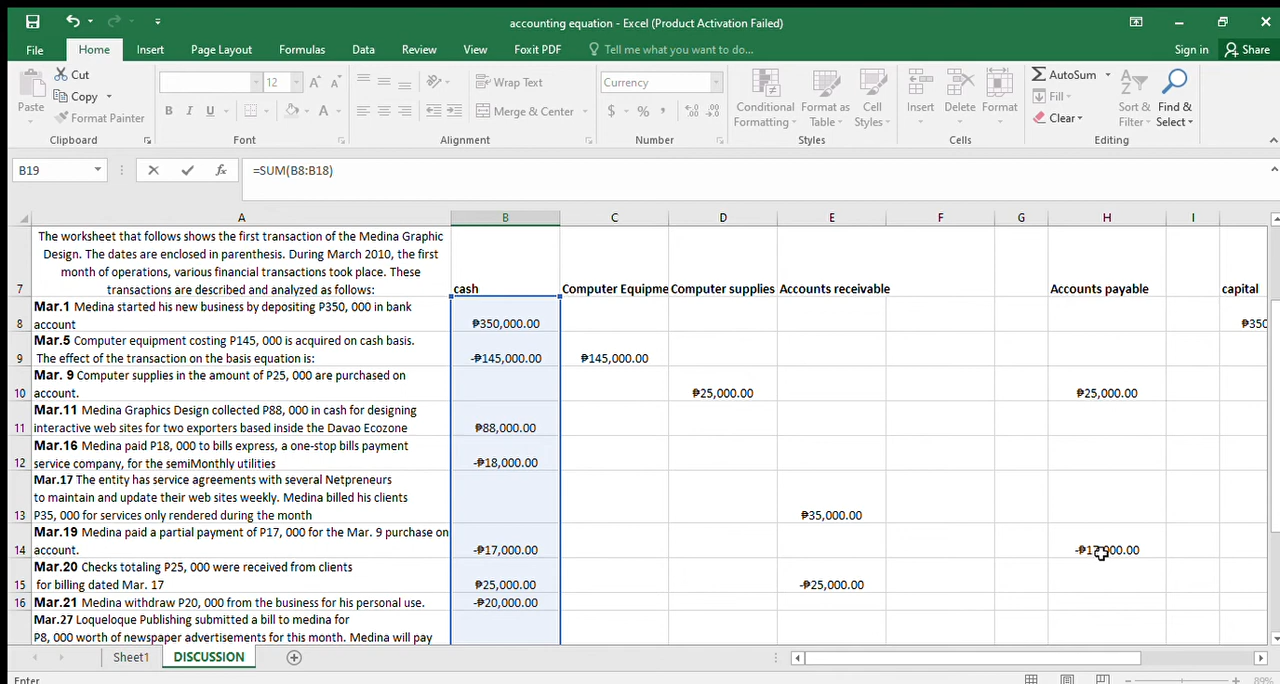 accounting equation - Excel (Product Activation Failed)
File Home Insert Page Layout Formulas Data Review View Foxit PDF Tell me what you want to do... Sign in Share
Paste
Cut
Copy
Format Painter
Clipboard
12
A A
B I U
A
Font
Wrap Text
Merge & Center
Alignment
Currency
$ % ,
Number
Conditional Formatting
Format as Table
Cell Styles
Styles
Insert Delete Format
Cells
AutoSum
Fill
Clear
Sort & Filter
Find & Select
Editing
B19 fx =SUM(B8:B18)
A B C D E F G H I
The worksheet that follows shows the first transaction of the Medina Graphic
Design. The dates are enclosed in parenthesis. During March 2010, the first
month of operations, various financial transactions took place. These
7 transactions are described and analyzed as follows: cash Computer Equipme Computer supplies Accounts receivable Accounts payable capital
Mar.1 Medina started his new business by depositing P350, 000 in bank
8 account ₱350,000.00 ₱350
Mar.5 Computer equipment costing P145, 000 is acquired on cash basis.
9 The effect of the transaction on the basis equation is: -₱145,000.00 ₱145,000.00
Mar. 9 Computer supplies in the amount of P25, 000 are purchased on
10 account. ₱25,000.00 ₱25,000.00
Mar.11 Medina Graphics Design collected P88, 000 in cash for designing
11 interactive web sites for two exporters based inside the Davao Ecozone ₱88,000.00
Mar.16 Medina paid P18, 000 to bills express, a one-stop bills payment
12 service company, for the semiMonthly utilities -₱18,000.00
Mar.17 The entity has service agreements with several Netpreneurs
to maintain and update their web sites weekly. Medina billed his clients
13 P35, 000 for services only rendered during the month ₱35,000.00
Mar.19 Medina paid a partial payment of P17, 000 for the Mar. 9 purchase on
14 account. -₱17,000.00 -₱17,000.00
Mar.20 Checks totaling P25, 000 were received from clients
15 for billing dated Mar. 17 ₱25,000.00 -₱25,000.00
16 Mar.21 Medina withdraw P20, 000 from the business for his personal use. -₱20,000.00
Mar.27 Loqueloque Publishing submitted a bill to medina for
P8, 000 worth of newspaper advertisements for this month. Medina will pay
Sheet1 DISCUSSION
Enter 89%